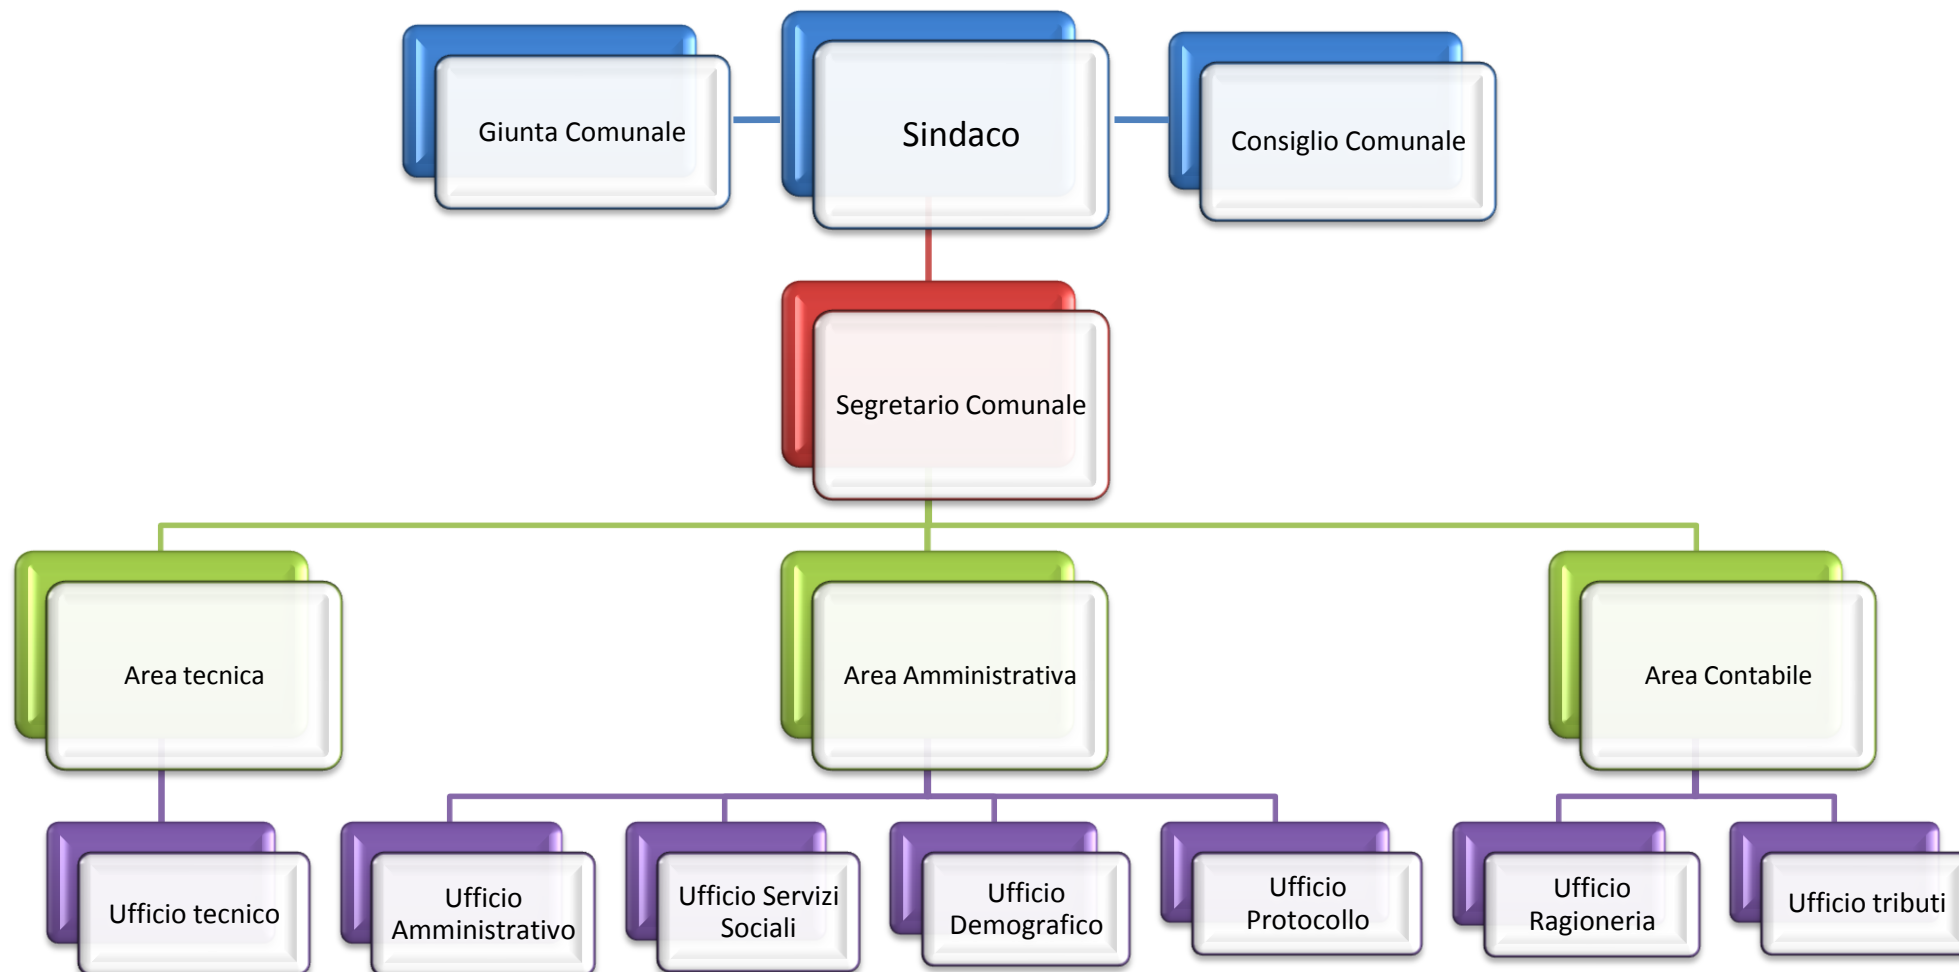 Giunta Comunale
Sindaco
Consiglio Comunale
Segretario Comunale
Area tecnica
Area Amministrativa
Area Contabile
Ufficio tecnico
Ufficio
Amministrativo
Ufficio Servizi
Sociali
Ufficio
Demografico
Ufficio
Protocollo
Ufficio
Ragioneria
Ufficio tributi